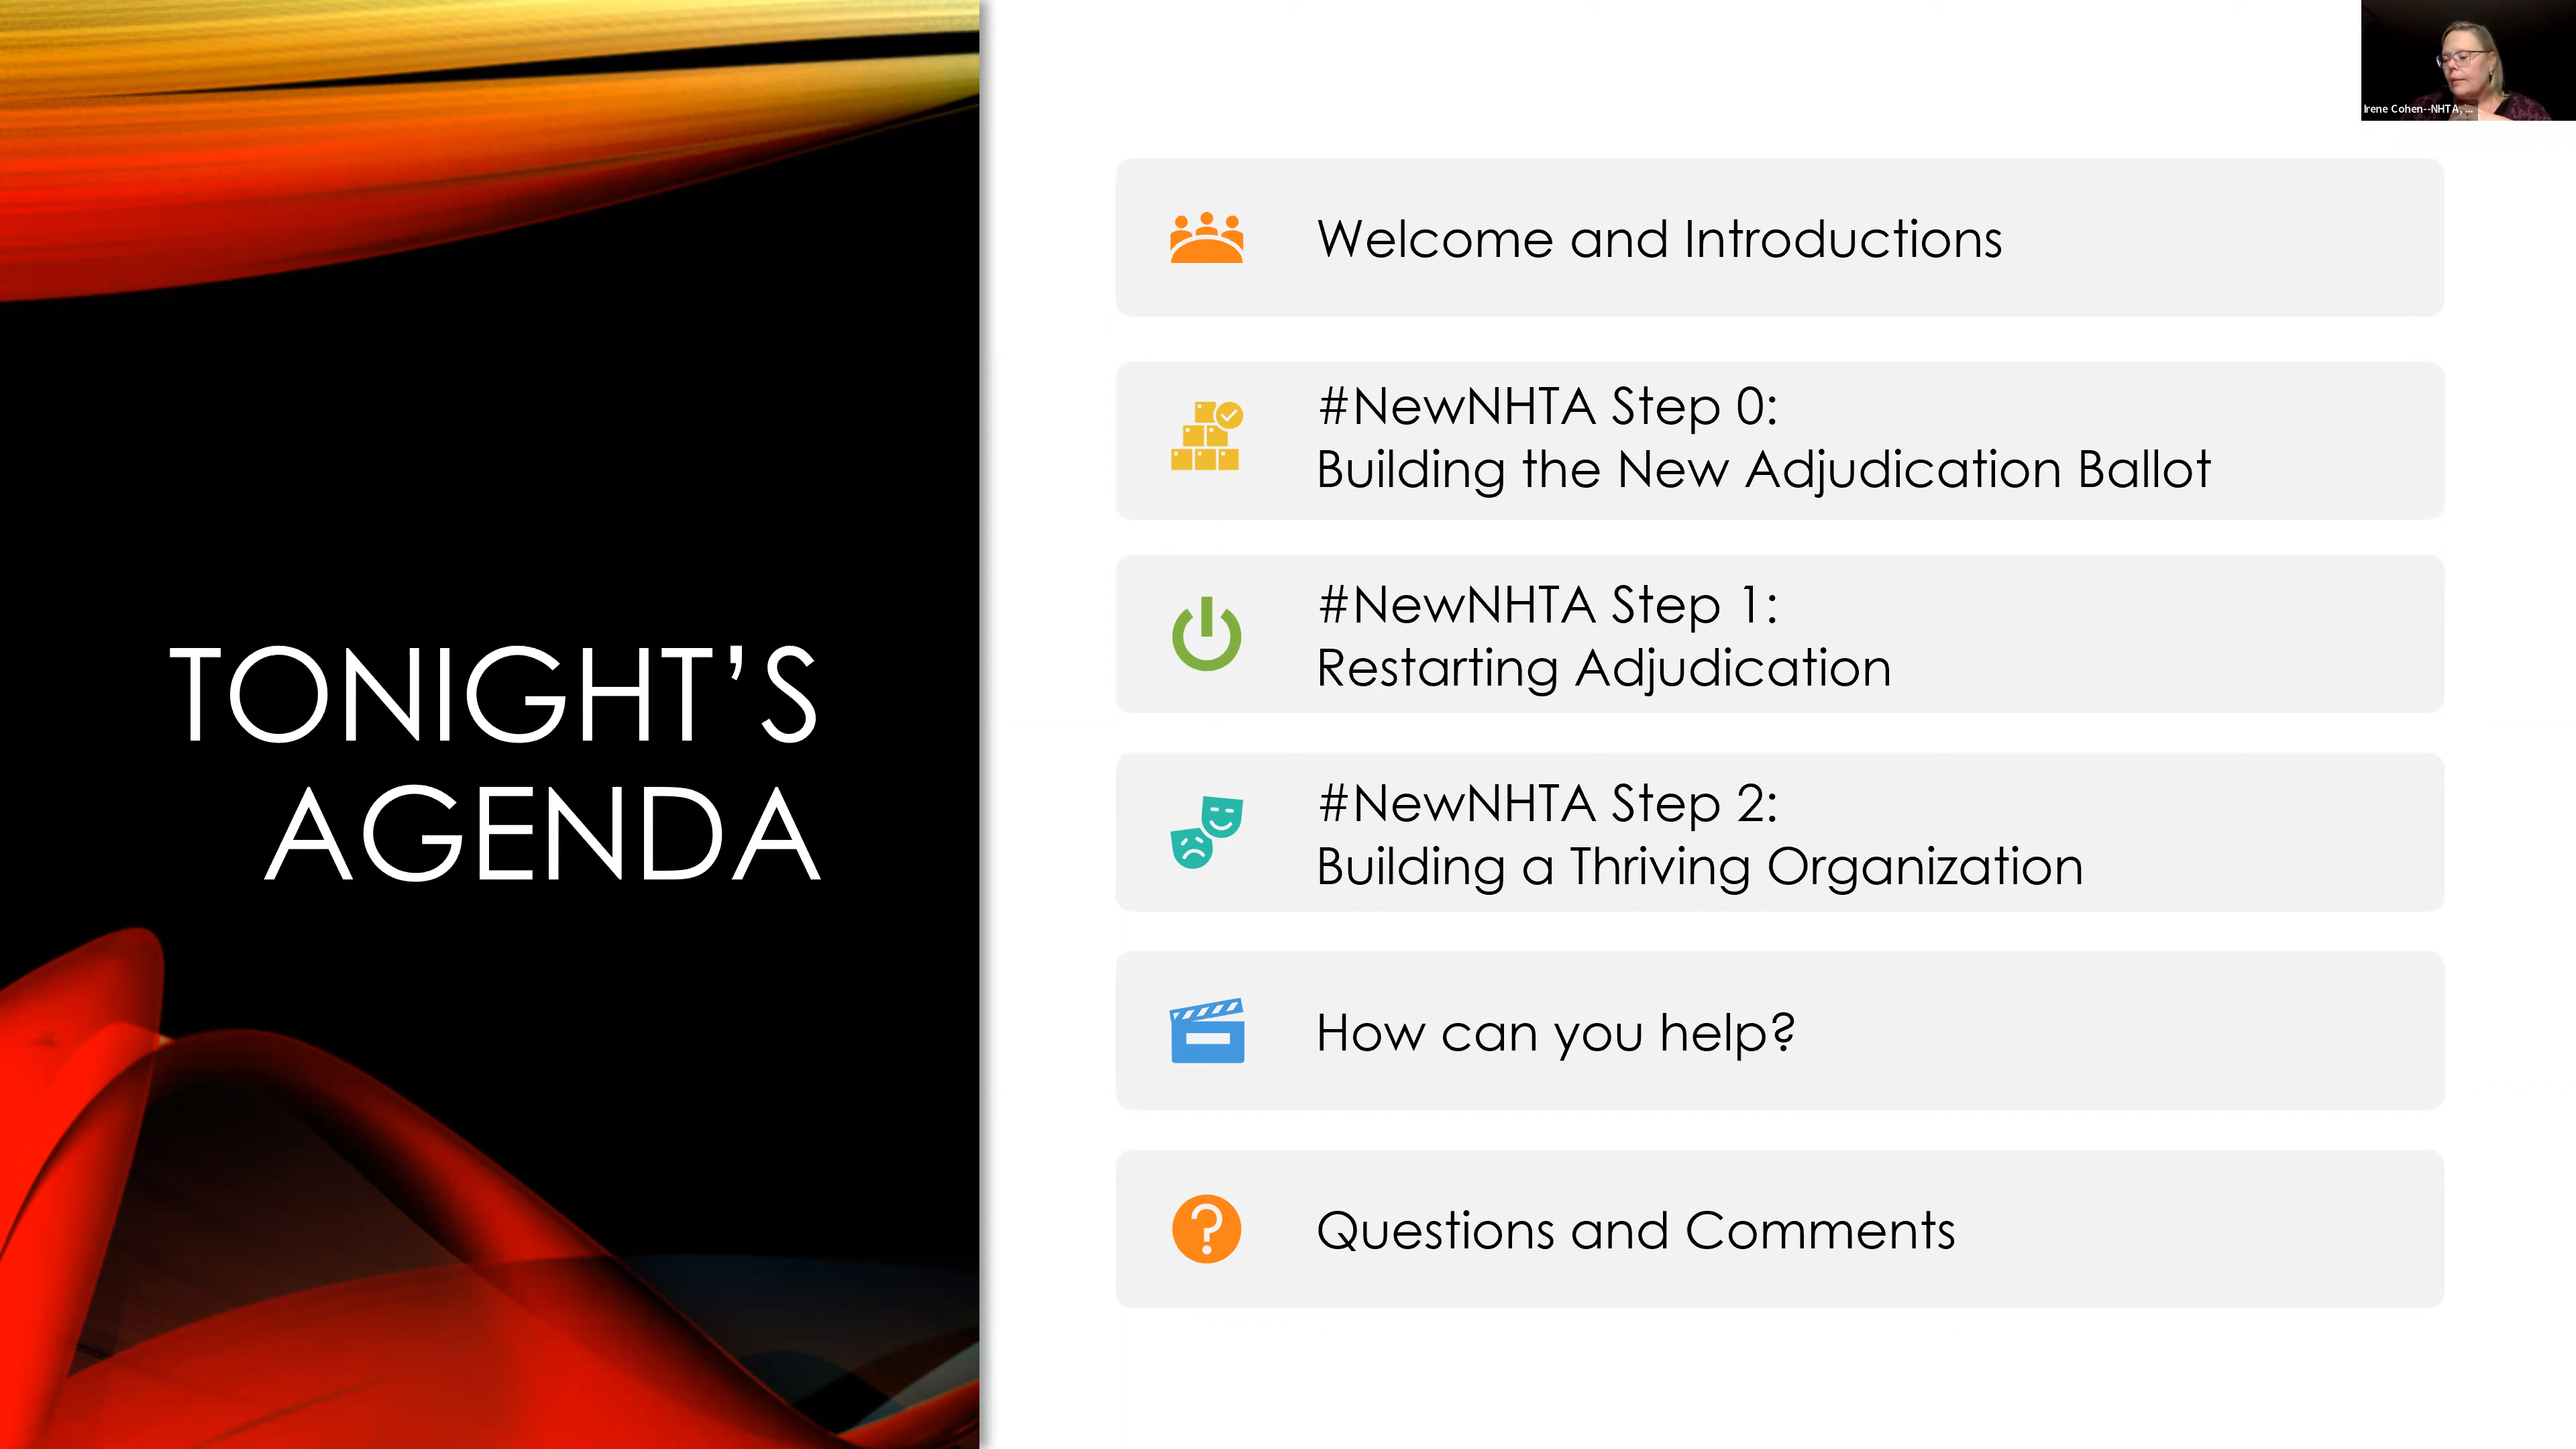 TONIGHT’S
AGENDA
Irene Cohen--NHTA, ...
Welcome and Introductions
#NewNHTA Step 0:
Building the New Adjudication Ballot
#NewNHTA Step 1:
Restarting Adjudication
#NewNHTA Step 2:
Building a Thriving Organization
How can you help?
Questions and Comments